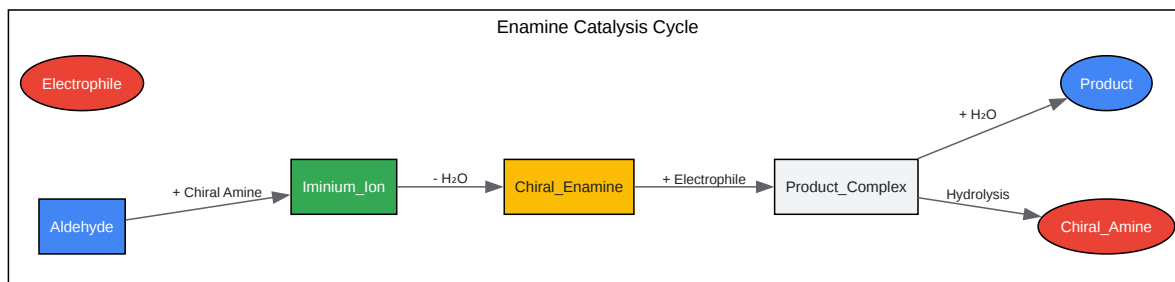 Enamine Catalysis Cycle
Electrophile
Product
+ H₂O
Aldehyde
+ Chiral Amine
Iminium_Ion
- H₂O
Chiral_Enamine
+ Electrophile
Product_Complex
Hydrolysis
Chiral_Amine